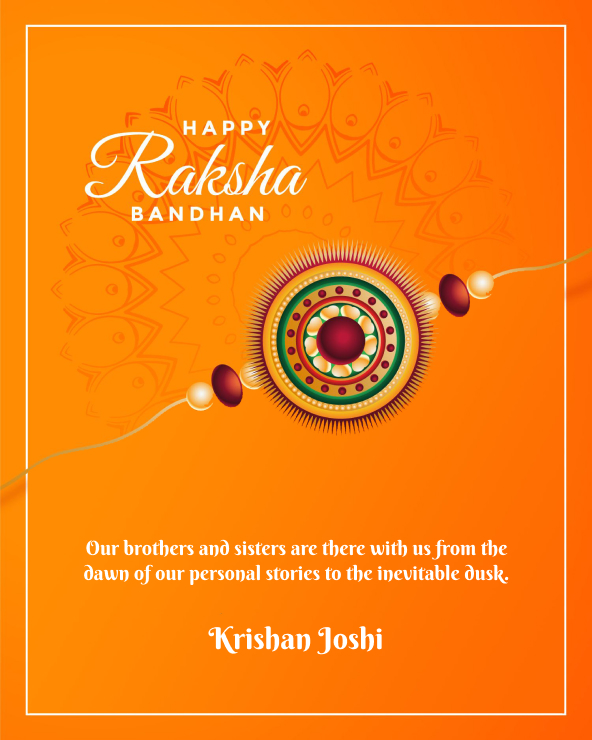 HAPPY
Raksha
BANDHAN
Our brothers and sisters are there with us from the
dawn of our personal stories to the inevitable dusk.
Krishan Joshi